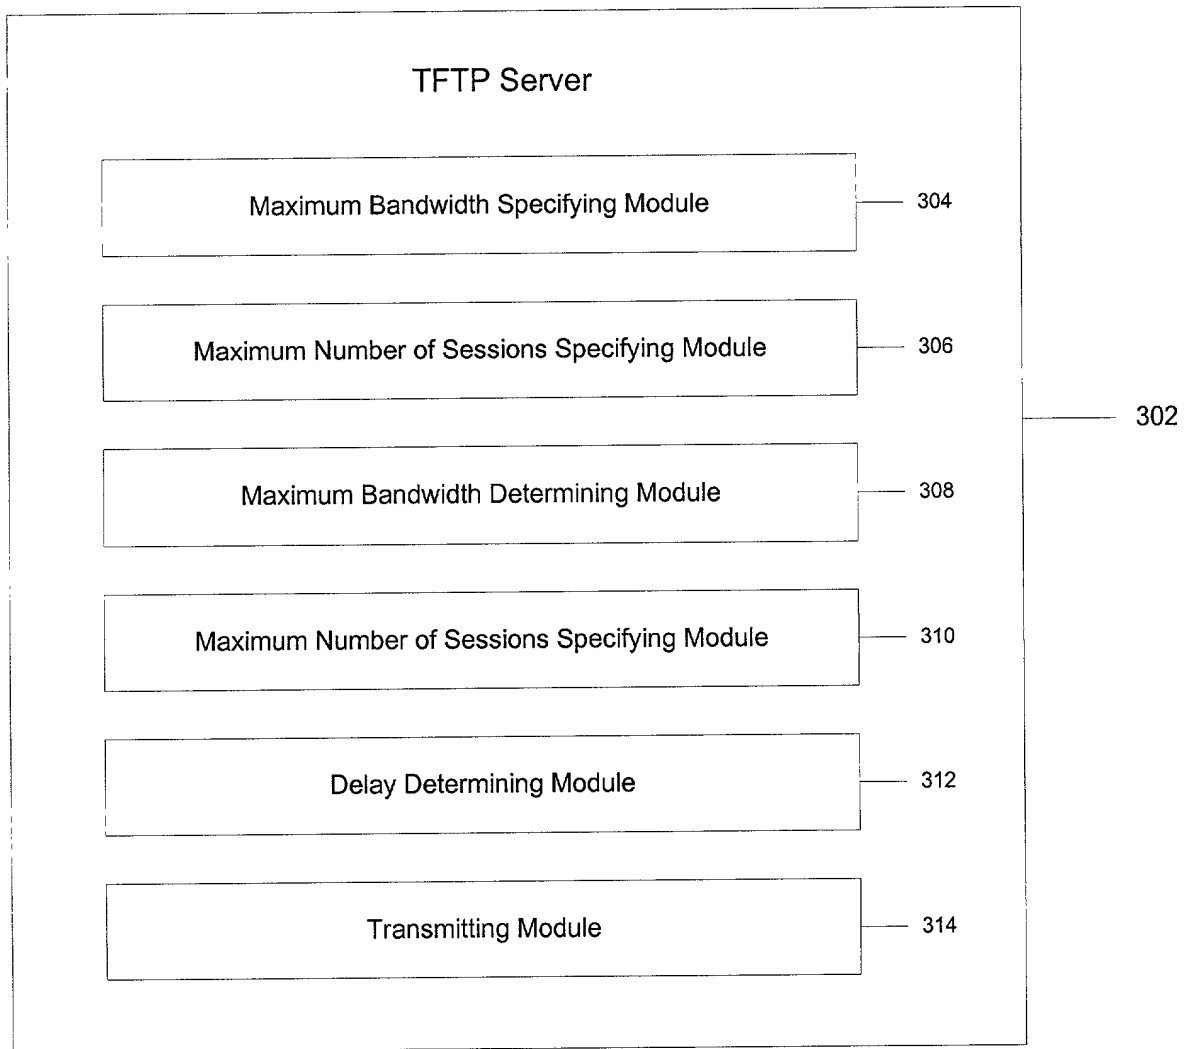 TFTP Server
Maximum Bandwidth Specifying Module
304
Maximum Number of Sessions Specifying Module
306
302
Maximum Bandwidth Determining Module
308
Maximum Number of Sessions Specifying Module
310
Delay Determining Module
312
Transmitting Module
314